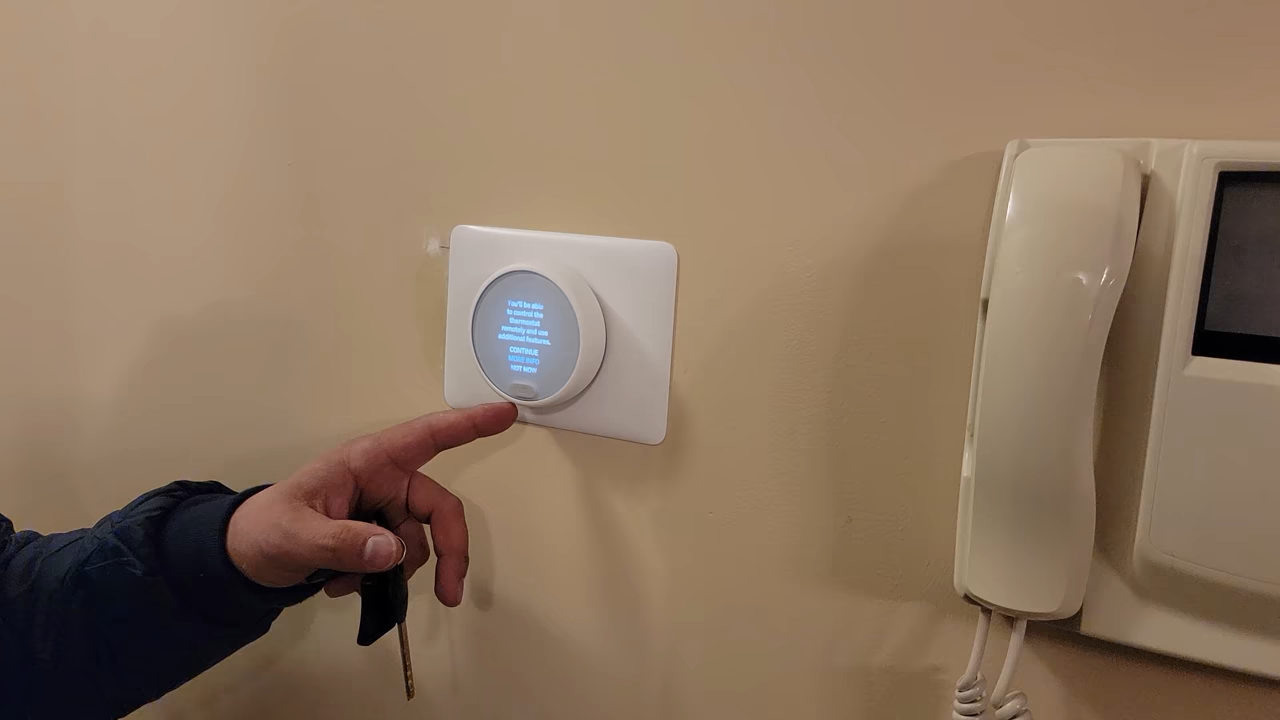 You'll be able
to control the
thermostat
remotely and use
additional features.
CONTINUE
MORE INFO
NOT NOW